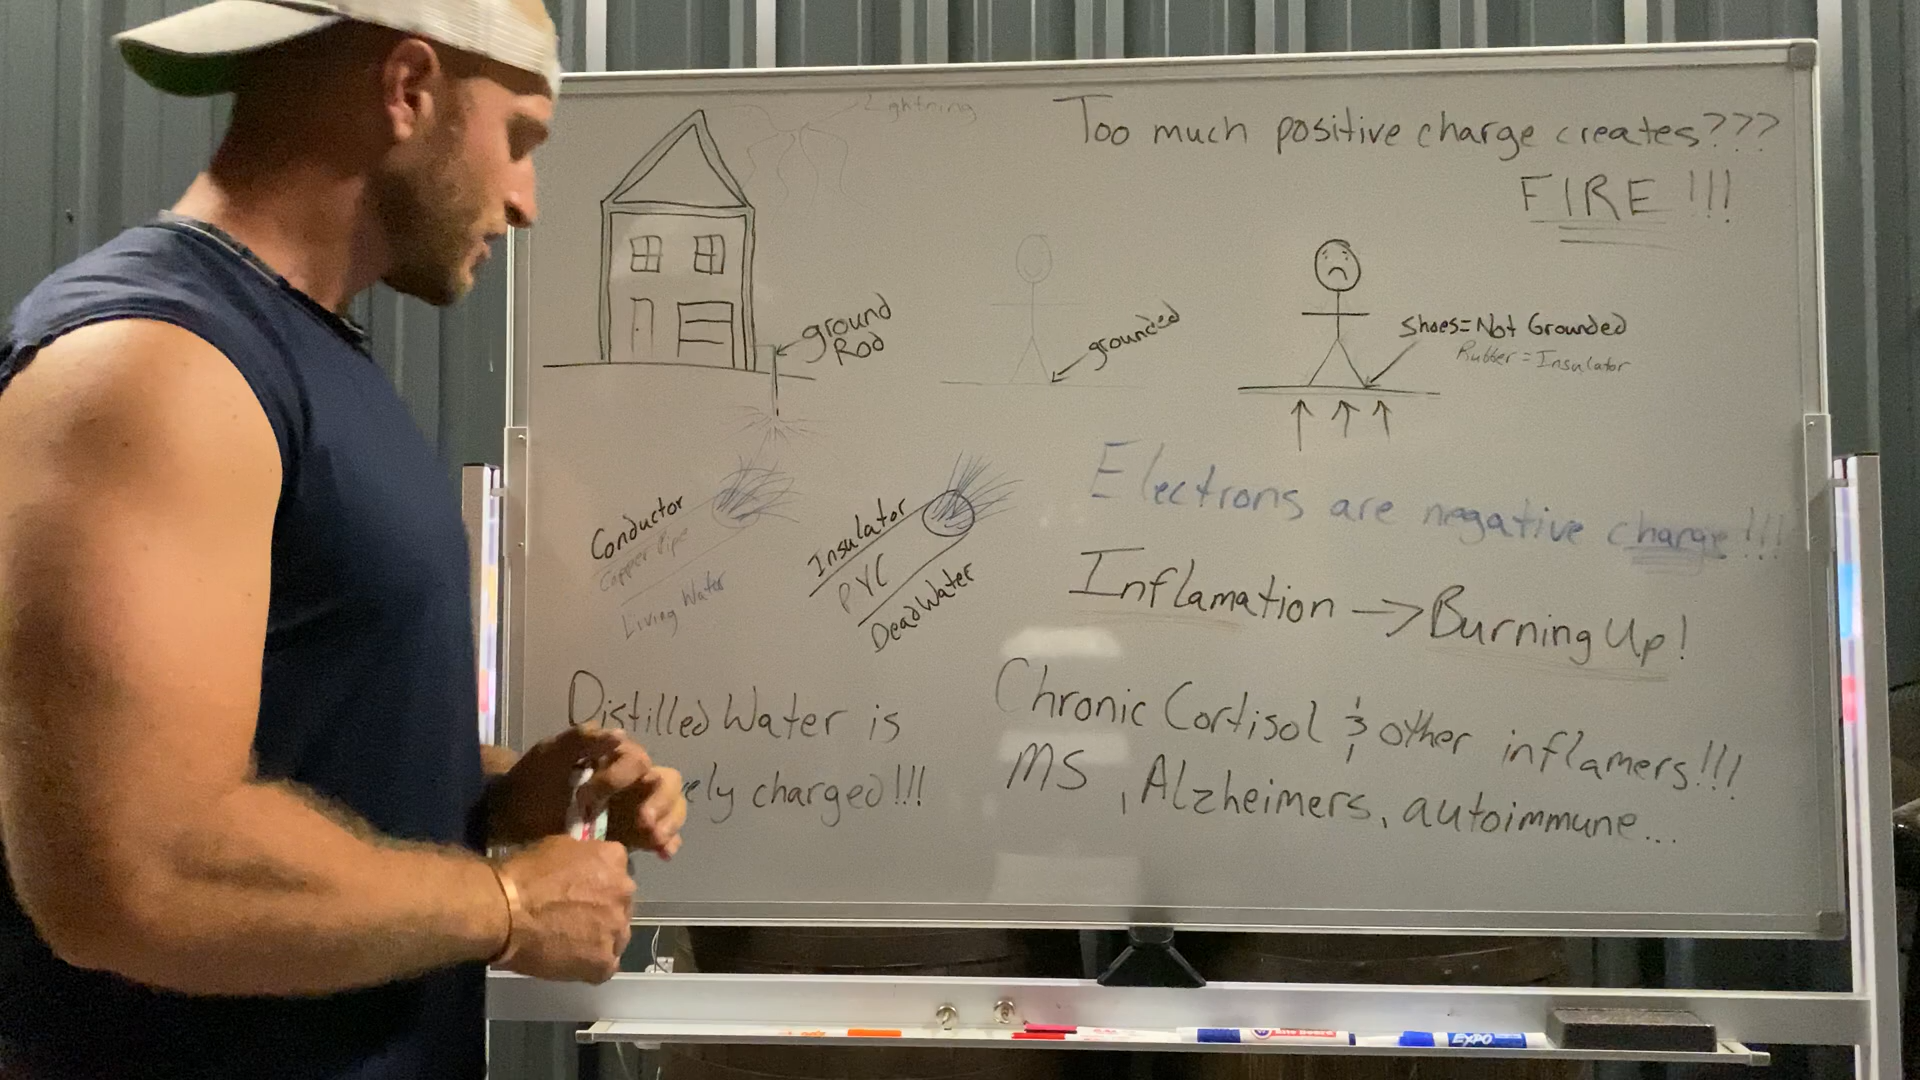 Lightning
Too much positive charge creates???
FIRE!!!
ground
Rod
grounded
Shoes=Not Grounded
Rubber=Insulator
Conductor
Copper Pipe
Living Water
Insulator
PVC
Dead Water
Electrons are negative charge!!!
Inflamation → Burning Up!
Distilled Water is
ely charged!!!
Chronic Cortisol & other inflamers!!!
MS, Alzheimers, autoimmune...
EXPO